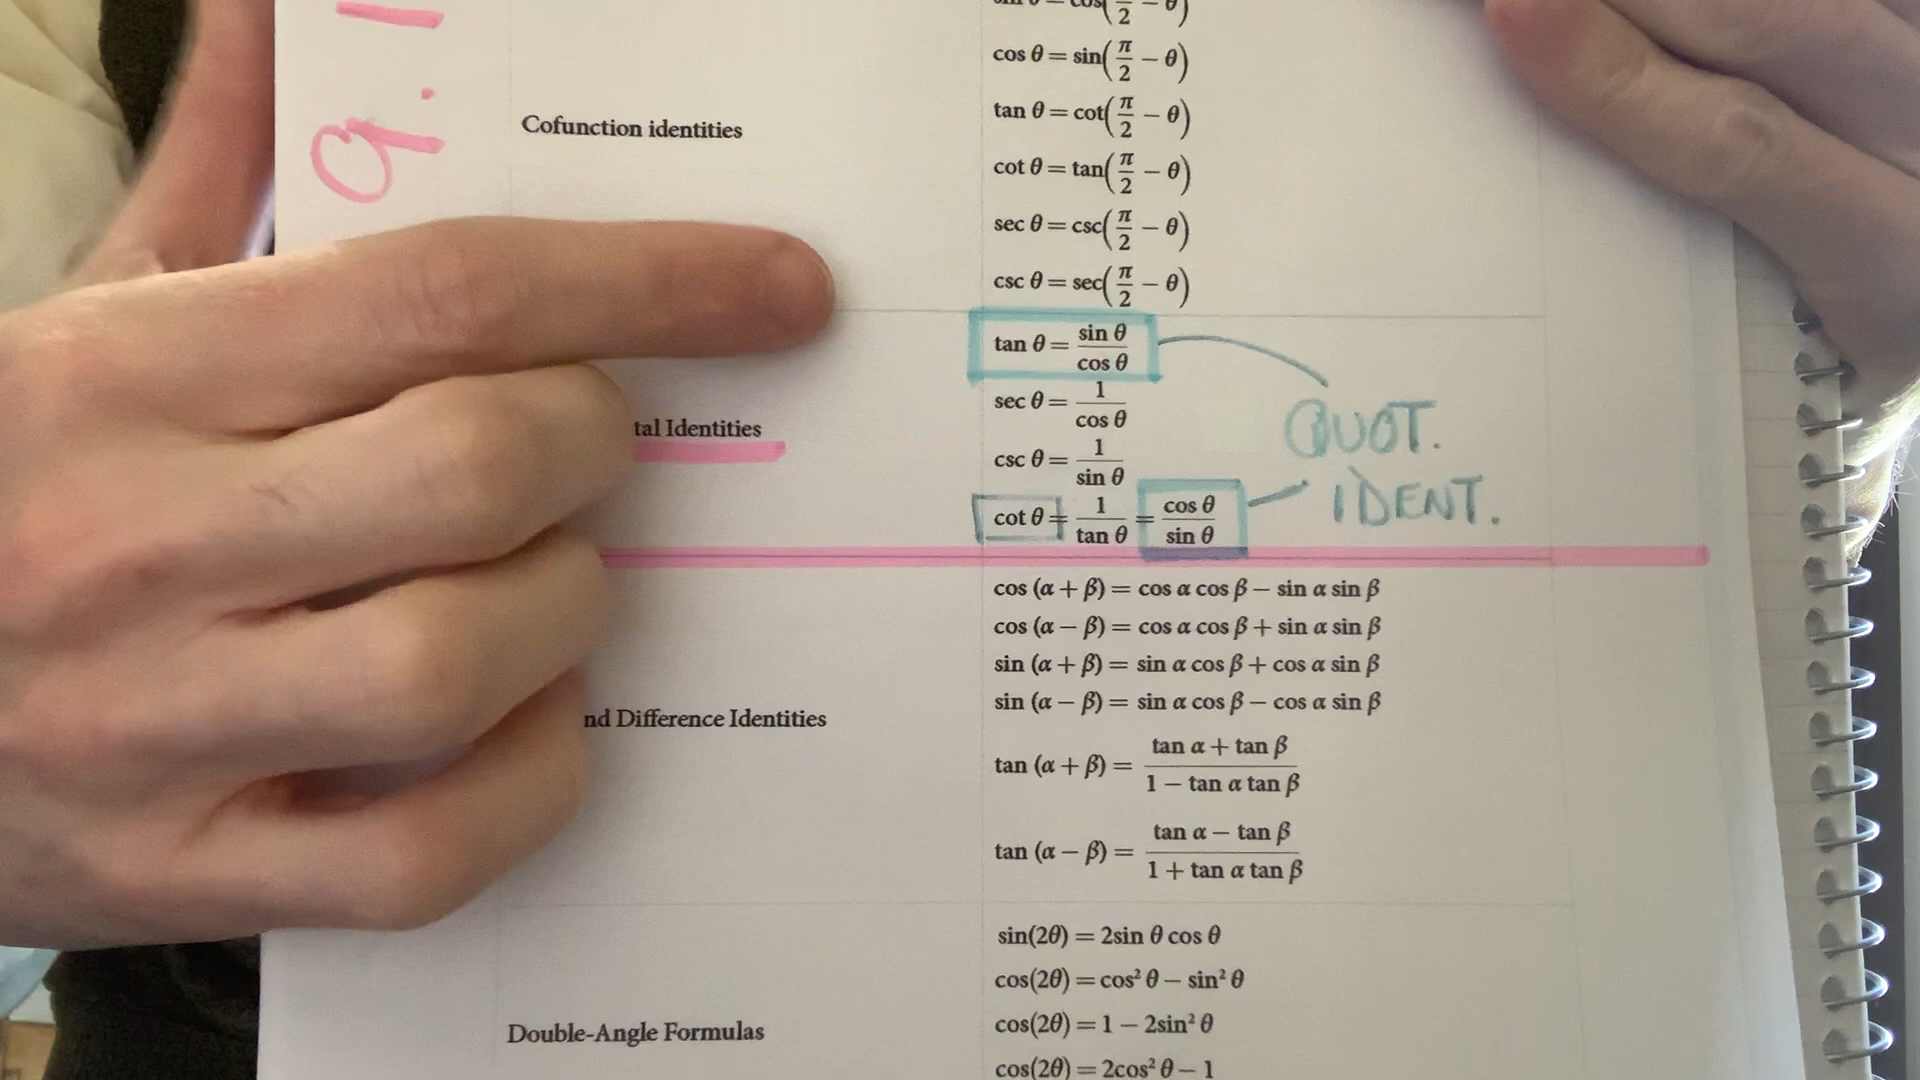 9.1
cos θ = sin(π/2 − θ)
tan θ = cot(π/2 − θ)
Cofunction identities
cot θ = tan(π/2 − θ)
sec θ = csc(π/2 − θ)
csc θ = sec(π/2 − θ)
tan θ = sin θ/cos θ
sec θ = 1/cos θ
QUOT.
tal Identities
csc θ = 1/sin θ
IDENT.
cot θ = 1/tan θ = cos θ/sin θ
cos (α + β) = cos α cos β − sin α sin β
cos (α − β) = cos α cos β + sin α sin β
sin (α + β) = sin α cos β + cos α sin β
sin (α − β) = sin α cos β − cos α sin β
nd Difference Identities
tan (α + β) = tan α + tan β/1 − tan α tan β
tan (α − β) = tan α − tan β/1 + tan α tan β
sin(2θ) = 2sin θ cos θ
cos(2θ) = cos² θ − sin² θ
Double-Angle Formulas
cos(2θ) = 1 − 2sin² θ
cos(2θ) = 2cos² θ − 1